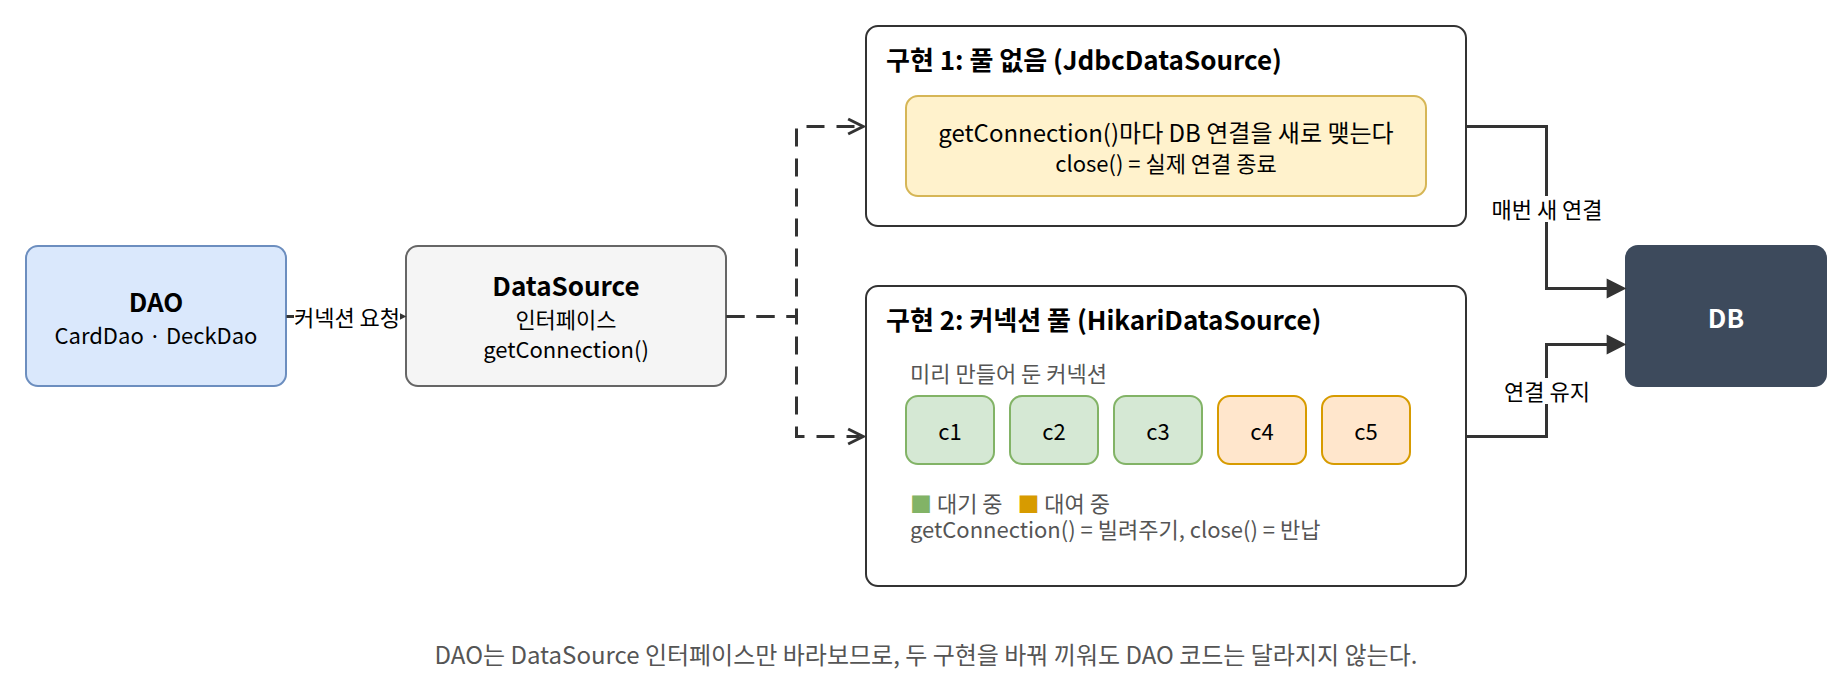 구현 1: 풀 없음 (JdbcDataSource)
getConnection()마다 DB 연결을 새로 맺는다
close() = 실제 연결 종료
매번 새 연결
DAO
CardDao · DeckDao
커넥션 요청
DataSource
인터페이스
getConnection()
구현 2: 커넥션 풀 (HikariDataSource)
미리 만들어 둔 커넥션
c1 c2 c3 c4 c5
대기 중 대여 중
getConnection() = 빌려주기, close() = 반납
연결 유지
DB
DAO는 DataSource 인터페이스만 바라보므로, 두 구현을 바꿔 끼워도 DAO 코드는 달라지지 않는다.